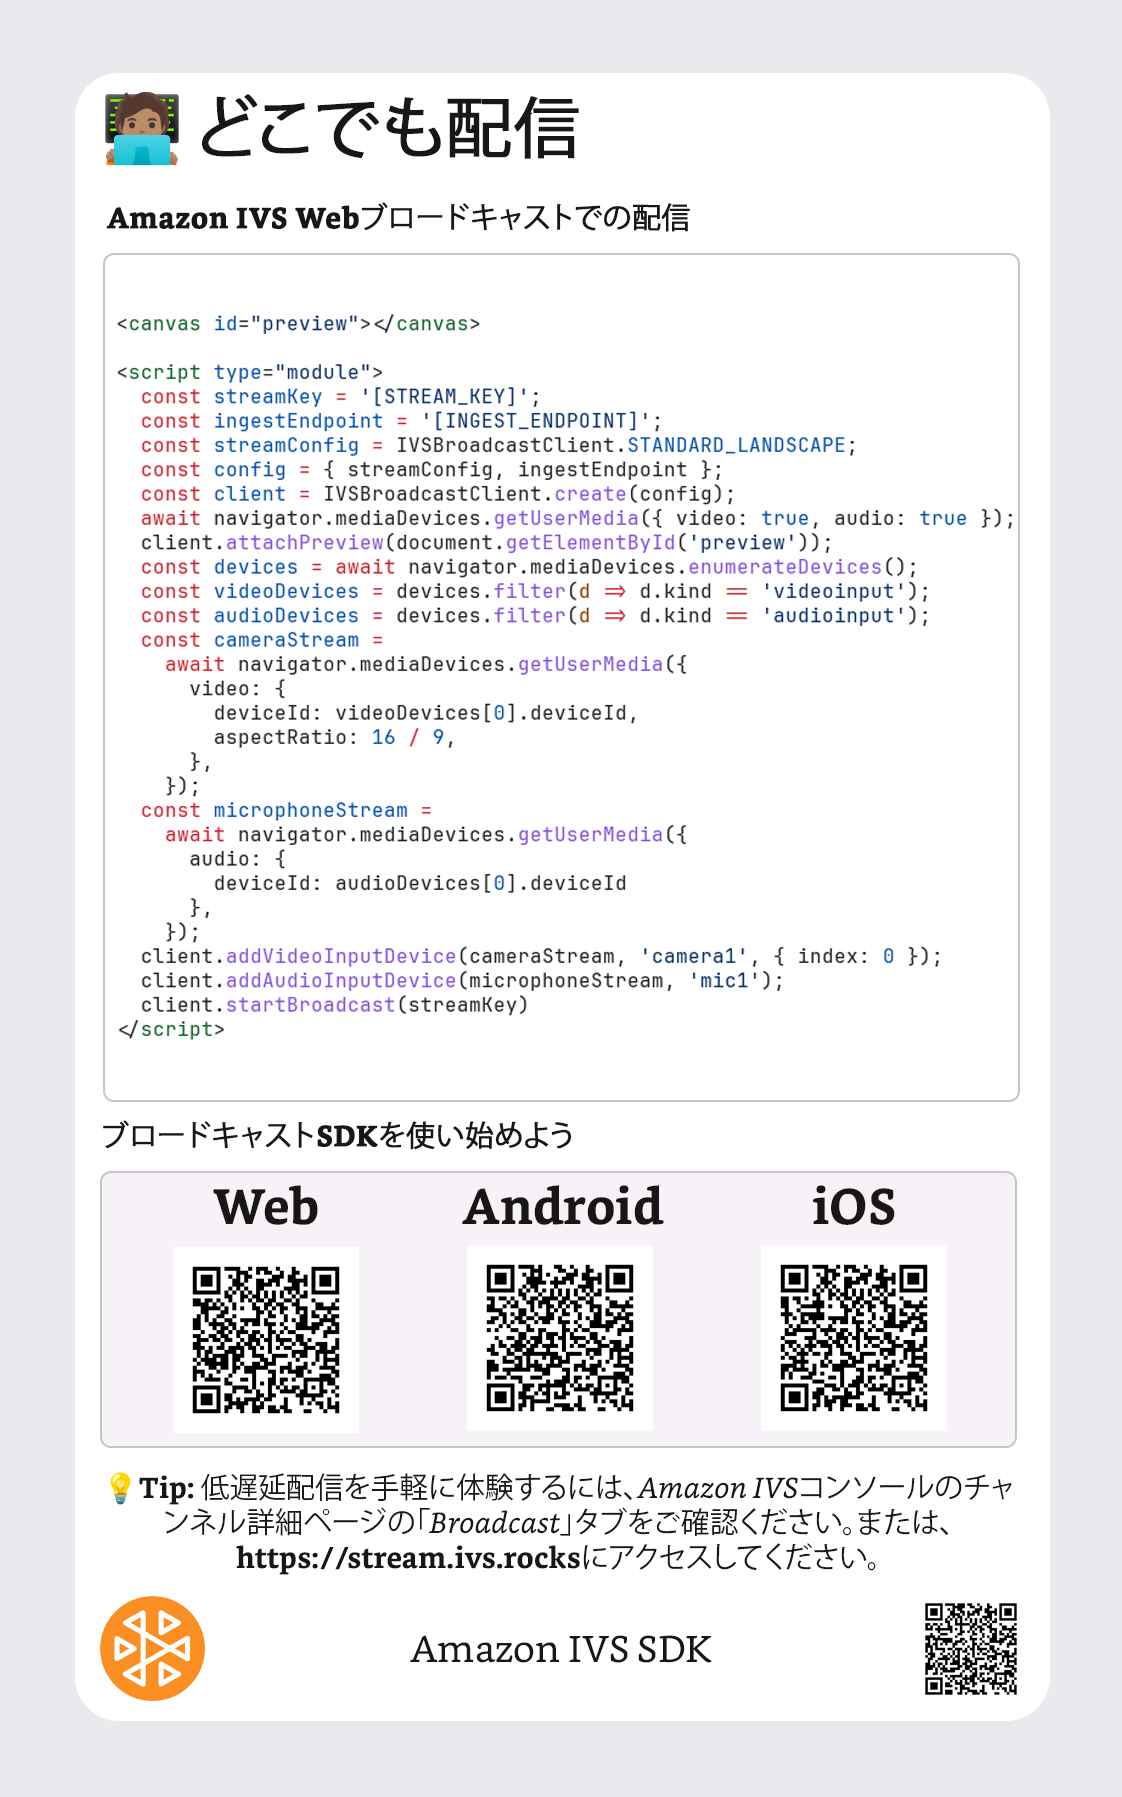 どこでも配信
Amazon IVS Webブロードキャストでの配信
<canvas id="preview"></canvas>
<script type="module">
  const streamKey = '[STREAM_KEY]';
  const ingestEndpoint = '[INGEST_ENDPOINT]';
  const streamConfig = IVSBroadcastClient.STANDARD_LANDSCAPE;
  const config = { streamConfig, ingestEndpoint };
  const client = IVSBroadcastClient.create(config);
  await navigator.mediaDevices.getUserMedia({ video: true, audio: true });
  client.attachPreview(document.getElementById('preview'));
  const devices = await navigator.mediaDevices.enumerateDevices();
  const videoDevices = devices.filter(d => d.kind == 'videoinput');
  const audioDevices = devices.filter(d => d.kind == 'audioinput');
  const cameraStream =
    await navigator.mediaDevices.getUserMedia({
      video: {
        deviceId: videoDevices[0].deviceId,
        aspectRatio: 16 / 9,
      },
    });
  const microphoneStream =
    await navigator.mediaDevices.getUserMedia({
      audio: {
        deviceId: audioDevices[0].deviceId
      },
    });
  client.addVideoInputDevice(cameraStream, 'camera1', { index: 0 });
  client.addAudioInputDevice(microphoneStream, 'mic1');
  client.startBroadcast(streamKey)
</script>
ブロードキャストSDKを使い始めよう
Web
Android
iOS
Tip: 低遅延配信を手軽に体験するには、Amazon IVSコンソールのチャ
ンネル詳細ページの「Broadcast」タブをご確認ください。または、
https://stream.ivs.rocksにアクセスしてください。
Amazon IVS SDK